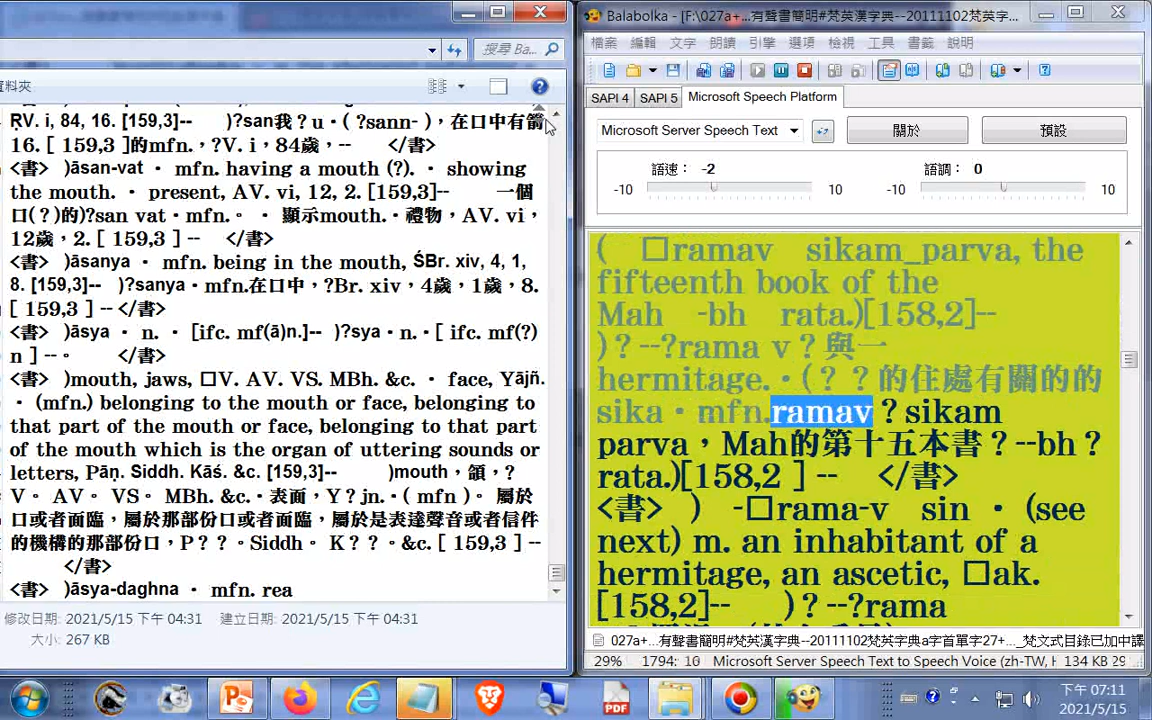 搜尋 Ba...
資料夾
ṚV. i, 84, 16. [159,3]-- )?san我？u‧(?sann-)，在口中有箭
16. [ 159,3 ]的mfn.，?V. i，84歲，-- </書>
<書> )āsan-vat ‧ mfn. having a mouth (?). ‧ showing
the mouth. ‧ present, AV. vi, 12, 2. [159,3]-- 一個
口(？)的)?san vat‧mfn.。 ‧ 顯示mouth.‧禮物，AV. vi，
12歲，2. [ 159,3 ] -- </書>
<書> )āsanya ‧ mfn. being in the mouth, ŚBr. xiv, 4, 1,
8. [159,3]-- )?sanya‧mfn.在口中，?Br. xiv，4歲，1歲，8.
[ 159,3 ] -- </書>
<書> )āsya ‧ n. ‧ [ifc. mf(ā)n.]-- )?sya‧n.‧[ ifc. mf(?)
n ] --。 </書>
<書> )mouth, jaws, □V. AV. VS. MBh. &c. ‧ face, Yājñ.
‧ (mfn.) belonging to the mouth or face, belonging to
that part of the mouth or face, belonging to that part
of the mouth which is the organ of uttering sounds or
letters, Pāṇ. Siddh. Kāś. &c. [159,3]-- )mouth，頜，?
V。 AV。 VS。 MBh. &c.‧表面，Y？jn.‧( mfn )。 屬於
口或者面臨，屬於那部份口或者面臨，屬於是表達聲音或者信件
的機構的那部份口，P？？。Siddh。 K？？。&c. [ 159,3 ] --
</書>
<書> )āsya-daghna ‧ mfn. rea
修改日期: 2021/5/15 下午 04:31 建立日期: 2021/5/15 下午 04:31
大小: 267 KB
Balabolka - [F:\027a+...有聲書簡明#梵英漢字典--20111102梵英字...
檔案 編輯 文字 朗讀 引擎 選項 檢視 工具 書籤 說明
SAPI 4 SAPI 5 Microsoft Speech Platform
Microsoft Server Speech Text 關於 預設
語速： -2 語調： 0
-10 10 -10 10
( □ramav sikam_parva, the
fifteenth book of the
Mah -bh rata.)[158,2]--
)？--?rama v？與一
hermitage.‧(？？的住處有關的的
sika‧mfn.ramav？sikam
parva，Mah的第十五本書？--bh？
rata.)[158,2 ] -- </書>
<書> ) -□rama-v sin ‧ (see
next) m. an inhabitant of a
hermitage, an ascetic, □ak.
[158,2]-- )？--?rama
027a+...有聲書簡明#梵英漢字典--20111102梵英字典a字首單字27+..._梵文式目錄已加中譯
29% 1794: 10 Microsoft Server Speech Text to Speech Voice (zh-TW, H 134 KB 29
下午 07:11
2021/5/15